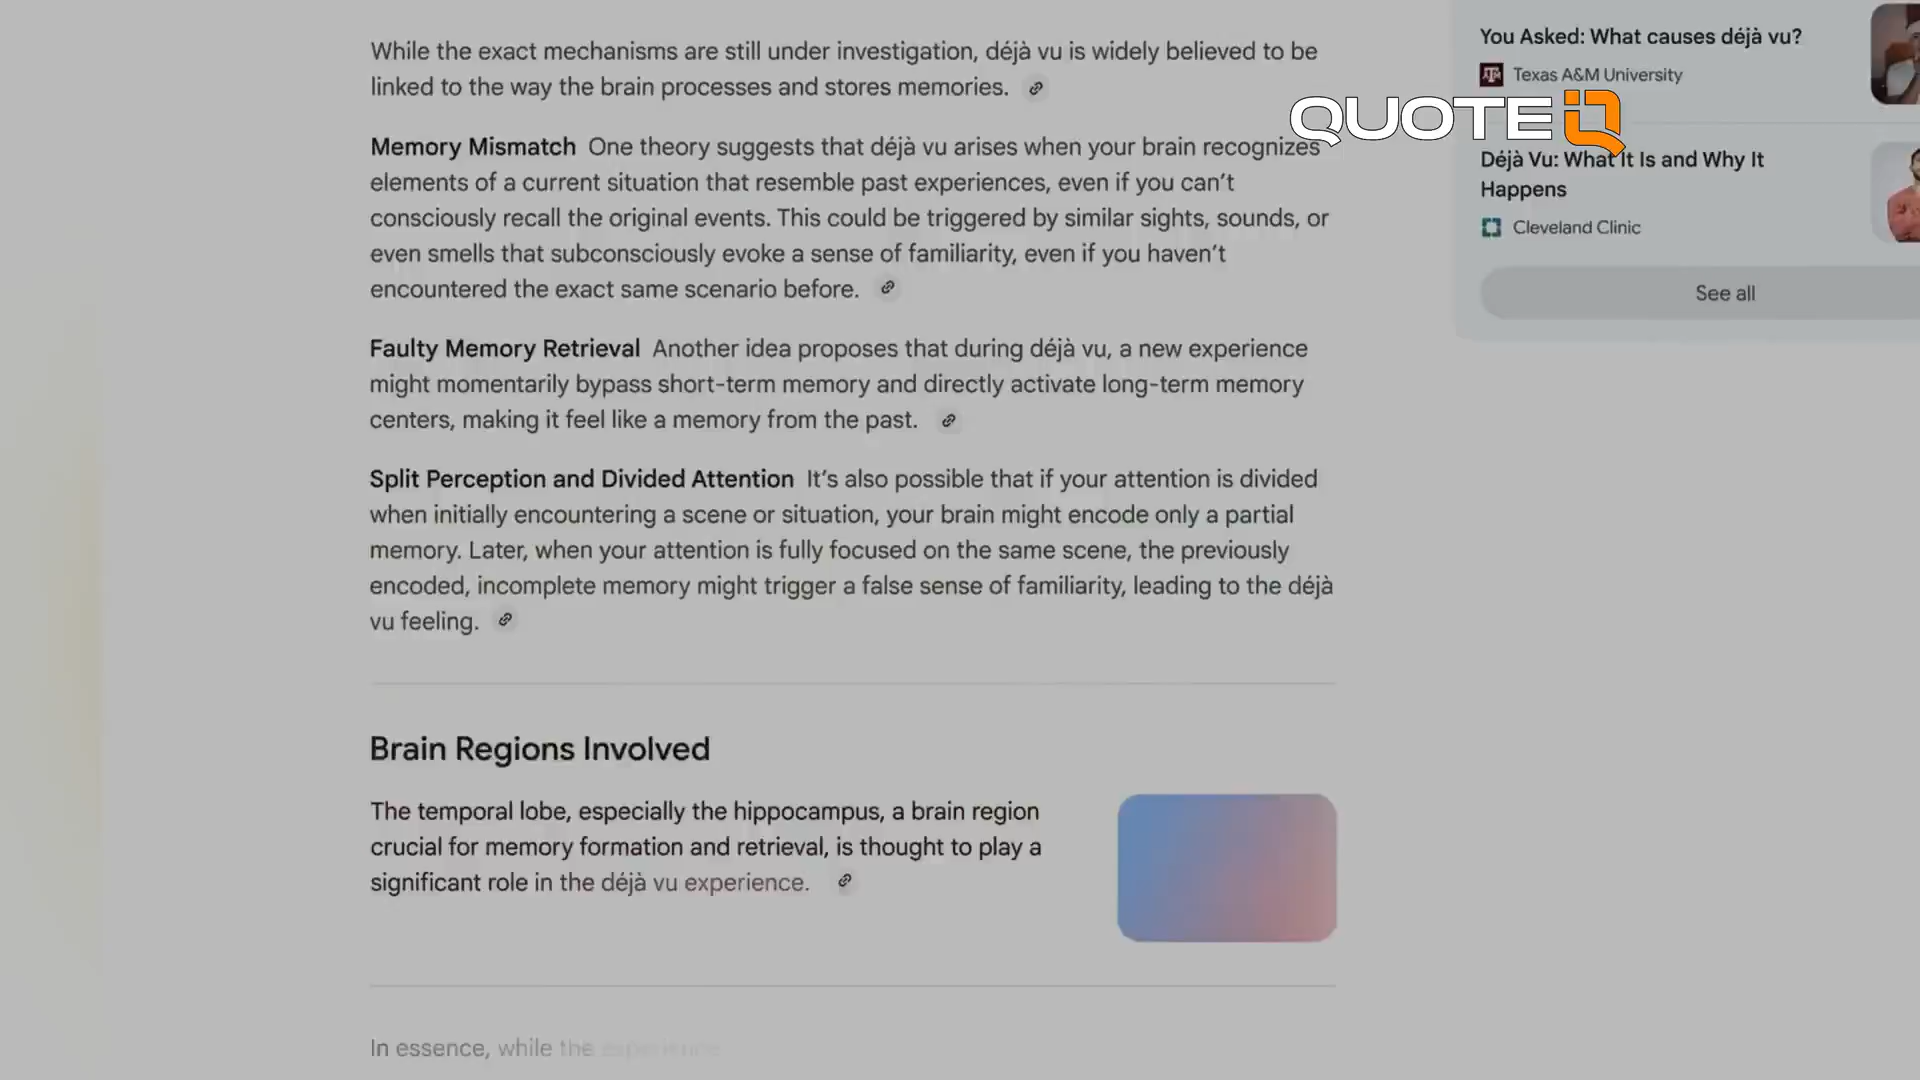 While the exact mechanisms are still under investigation, déjà vu is widely believed to be
linked to the way the brain processes and stores memories.
Memory Mismatch One theory suggests that déjà vu arises when your brain recognizes
elements of a current situation that resemble past experiences, even if you can’t
consciously recall the original events. This could be triggered by similar sights, sounds, or
even smells that subconsciously evoke a sense of familiarity, even if you haven’t
encountered the exact same scenario before.
Faulty Memory Retrieval Another idea proposes that during déjà vu, a new experience
might momentarily bypass short-term memory and directly activate long-term memory
centers, making it feel like a memory from the past.
Split Perception and Divided Attention It’s also possible that if your attention is divided
when initially encountering a scene or situation, your brain might encode only a partial
memory. Later, when your attention is fully focused on the same scene, the previously
encoded, incomplete memory might trigger a false sense of familiarity, leading to the déjà
vu feeling.
Brain Regions Involved
The temporal lobe, especially the hippocampus, a brain region
crucial for memory formation and retrieval, is thought to play a
significant role in the déjà vu experience.
In essence, while the
You Asked: What causes déjà vu?
Texas A&M University
QUOTE IQ
Déjà Vu: What It Is and Why It
Happens
Cleveland Clinic
See all